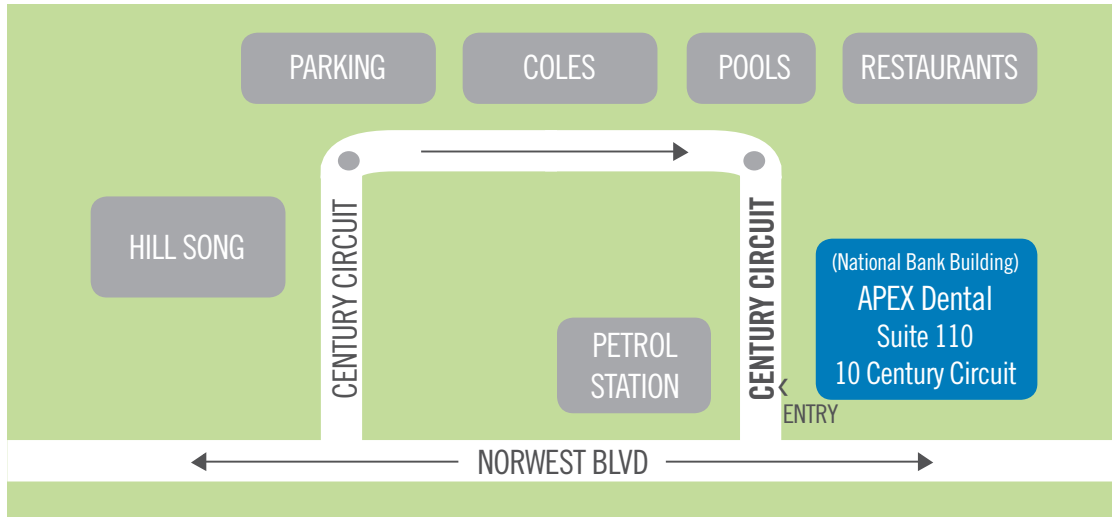 PARKING
COLES
POOLS
RESTAURANTS
HILL SONG
CENTURY CIRCUIT
CENTURY CIRCUIT
(National Bank Building)
APEX Dental
Suite 110
10 Century Circuit
PETROL
STATION
ENTRY
NORWEST BLVD